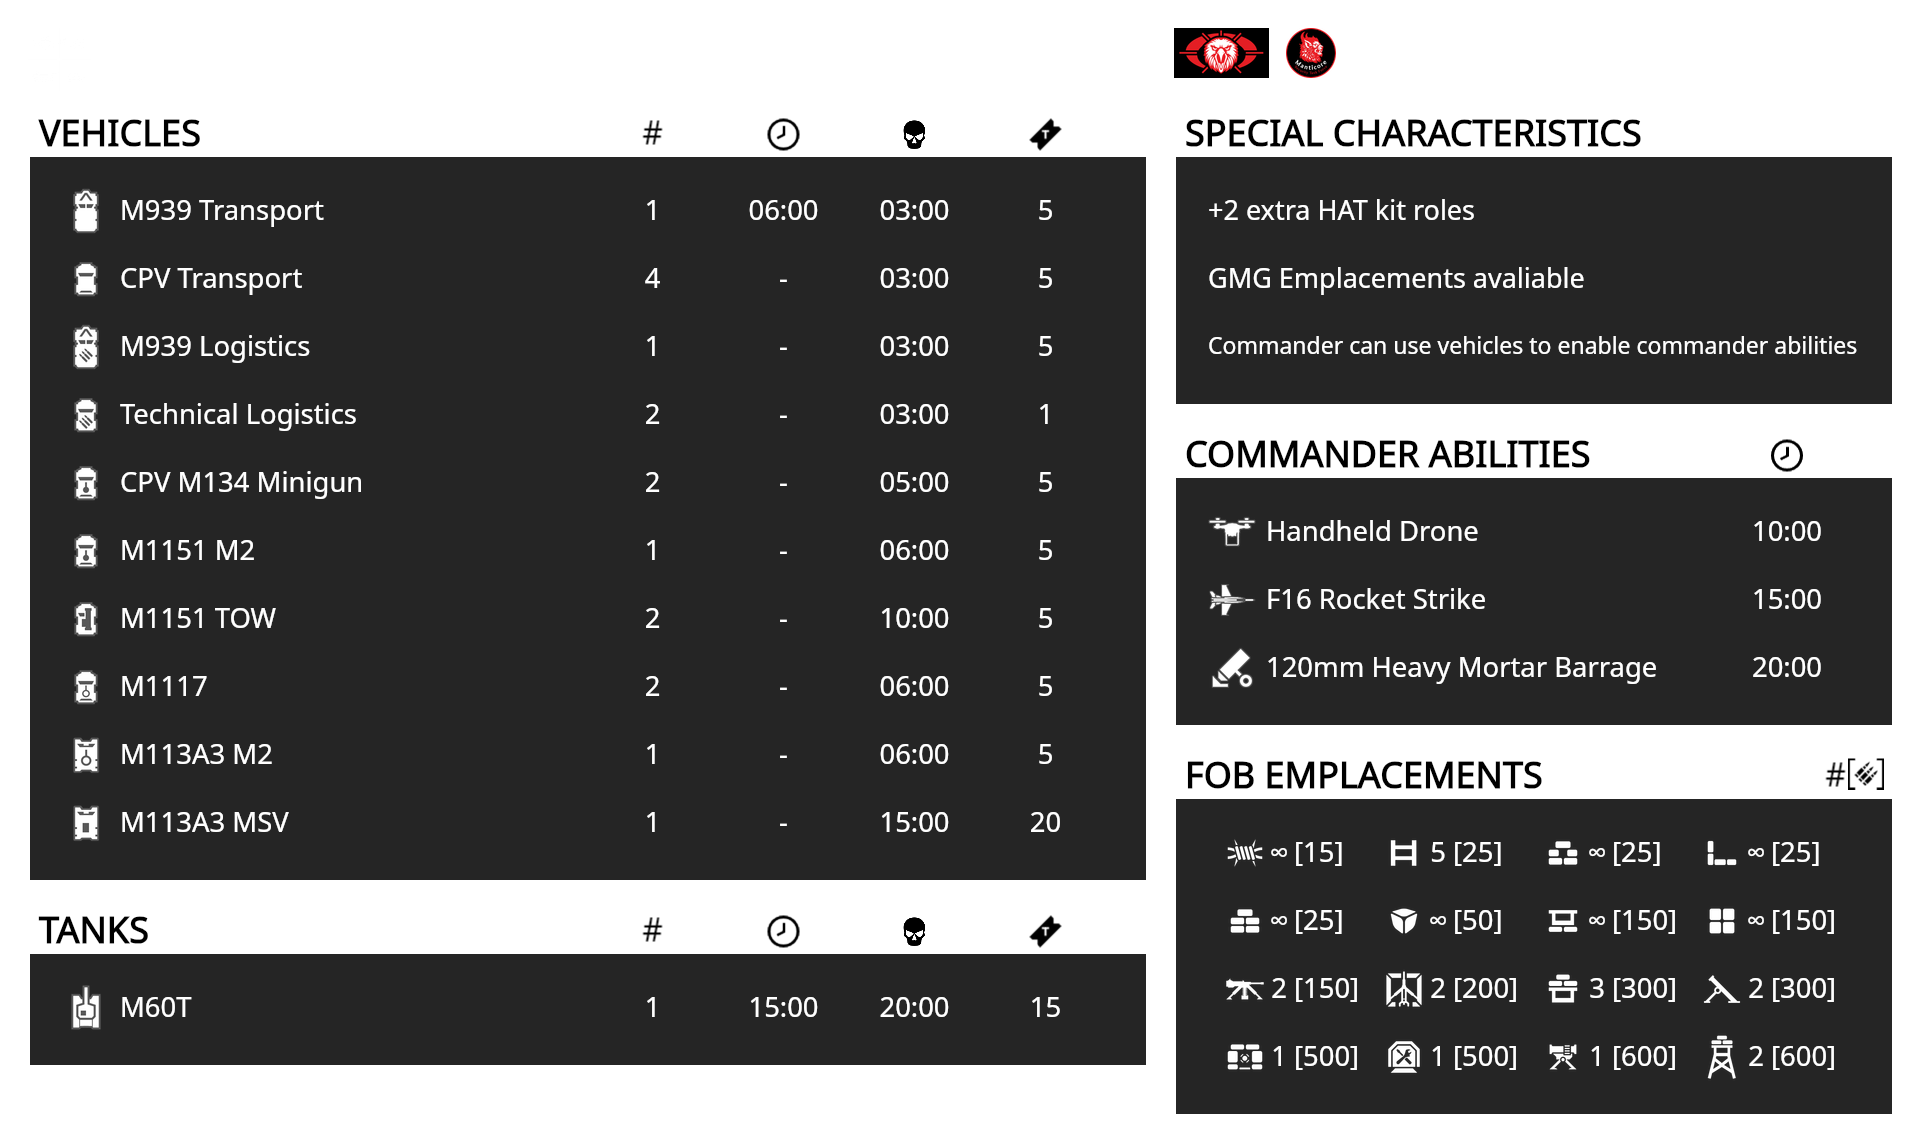 Manticore
VEHICLES #
M939 Transport 1 06:00 03:00 5
CPV Transport 4 - 03:00 5
M939 Logistics 1 - 03:00 5
Technical Logistics 2 - 03:00 1
CPV M134 Minigun 2 - 05:00 5
M1151 M2 1 - 06:00 5
M1151 TOW 2 - 10:00 5
M1117 2 - 06:00 5
M113A3 M2 1 - 06:00 5
M113A3 MSV 1 - 15:00 20
TANKS #
M60T 1 15:00 20:00 15
SPECIAL CHARACTERISTICS
+2 extra HAT kit roles
GMG Emplacements avaliable
Commander can use vehicles to enable commander abilities
COMMANDER ABILITIES
Handheld Drone 10:00
F16 Rocket Strike 15:00
120mm Heavy Mortar Barrage 20:00
FOB EMPLACEMENTS #[]
∞ [15] 5 [25] ∞ [25] ∞ [25]
∞ [25] ∞ [50] ∞ [150] ∞ [150]
2 [150] 2 [200] 3 [300] 2 [300]
1 [500] 1 [500] 1 [600] 2 [600]